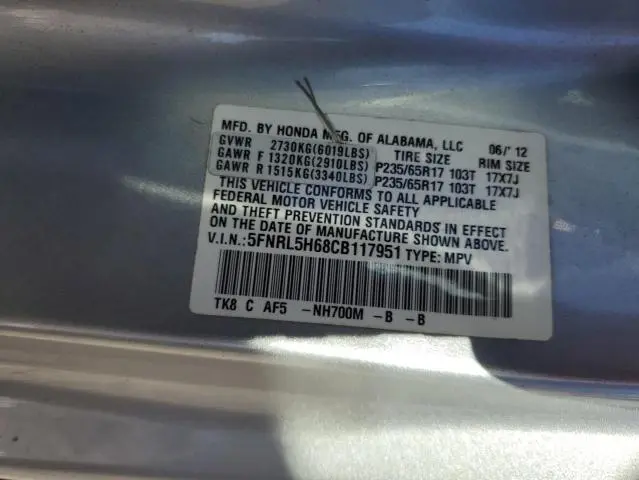 MFD. BY HONDA MFG. OF ALABAMA, LLC 06/12
GVWR 2730KG(6019LBS) TIRE SIZE RIM SIZE
GAWR F 1320KG(2910LBS) P235/65R17 103T 17X7J
GAWR R 1515KG(3340LBS) P235/65R17 103T 17X7J
THIS VEHICLE CONFORMS TO ALL APPLICABLE
FEDERAL MOTOR VEHICLE SAFETY
AND THEFT PREVENTION STANDARDS IN EFFECT
ON THE DATE OF MANUFACTURE SHOWN ABOVE.
V.I.N.:5FNRL5H68CB117951 TYPE: MPV
TK8 C AF5 -NH700M -B -B